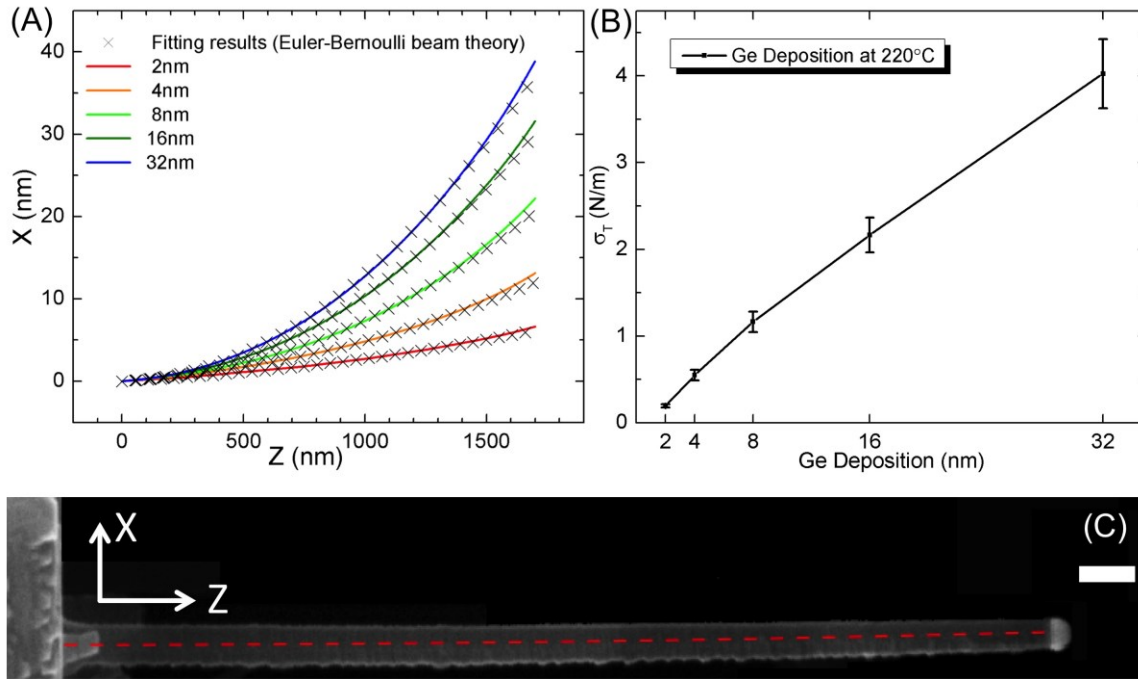 (A)
40
30
20
10
0
X (nm)
Fitting results (Euler-Bernoulli beam theory)
2nm
4nm
8nm
16nm
32nm
0 500 1000 1500
Z (nm)
(B)
4
3
2
1
0
σT (N/m)
Ge Deposition at 220°C
2 4 8 16 32
Ge Deposition (nm)
(C)
X
Z